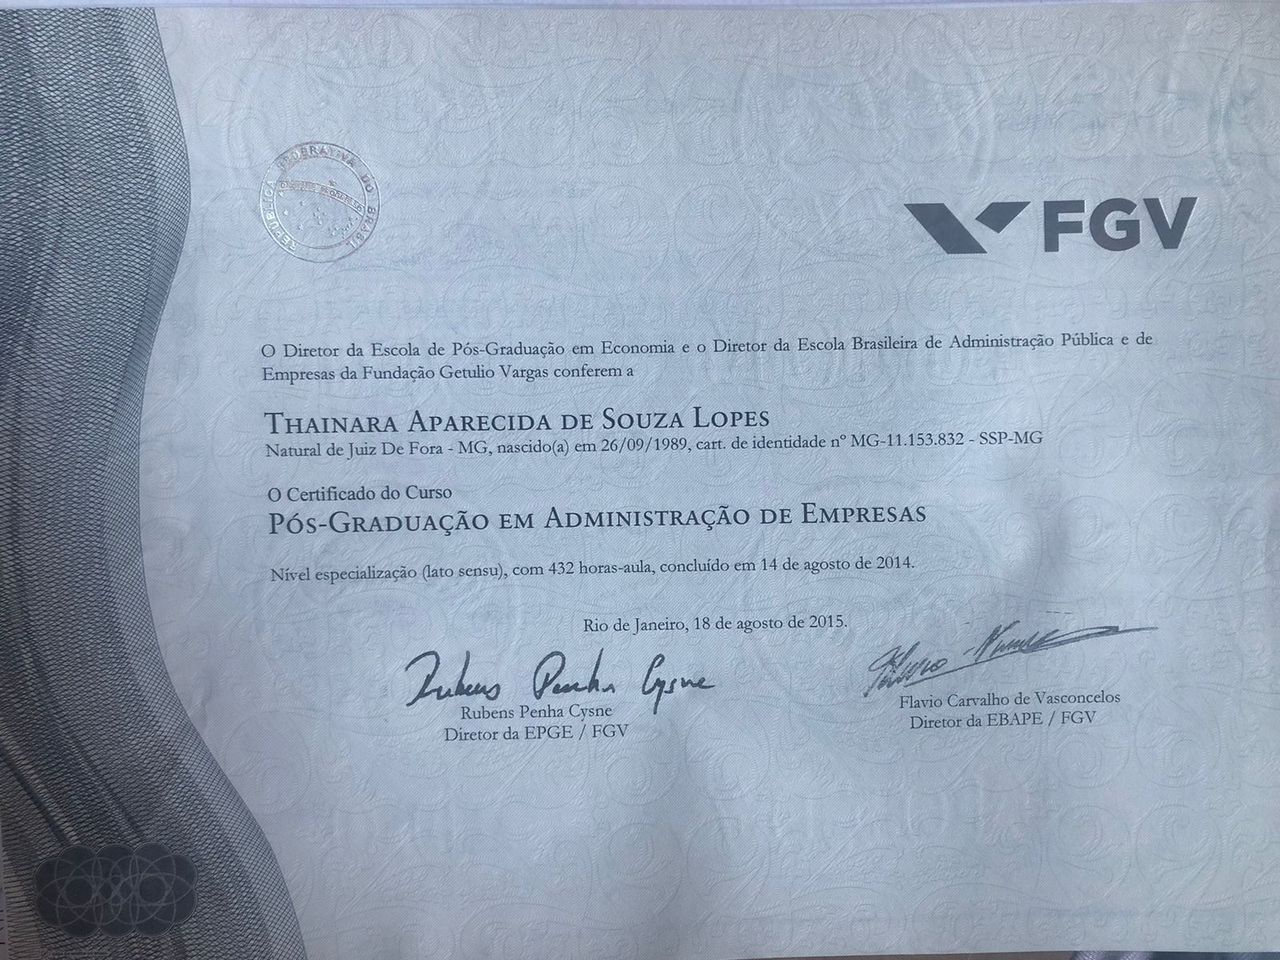 REPÚBLICA FEDERATIVA DO BRASIL
FGV
O Diretor da Escola de Pós-Graduação em Economia e o Diretor da Escola Brasileira de Administração Pública e de
Empresas da Fundação Getulio Vargas conferem a
THAINARA APARECIDA DE SOUZA LOPES
Natural de Juiz De Fora - MG, nascido(a) em 26/09/1989, cart. de identidade nº MG-11.153.832 - SSP-MG
O Certificado do Curso
PÓS-GRADUAÇÃO EM ADMINISTRAÇÃO DE EMPRESAS
Nível especialização (lato sensu), com 432 horas-aula, concluído em 14 de agosto de 2014.
Rio de Janeiro, 18 de agosto de 2015.
Rubens Penha Cysne
Rubens Penha Cysne
Diretor da EPGE / FGV
Flavio Carvalho de Vasconcelos
Diretor da EBAPE / FGV